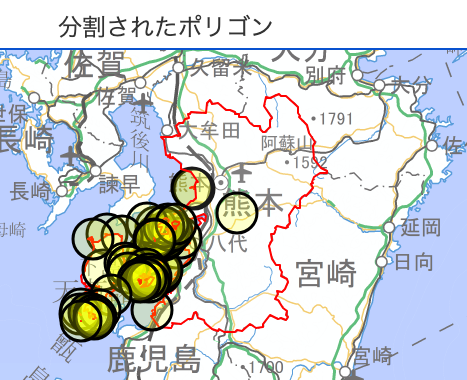 分割されたポリゴン
佐賀
大分
久留米
別府
大分
佐賀
世保
筑後川
大牟田
1791
阿蘇山
1592
長崎
佐
長崎
諫早
熊本
八代
延岡
日向
宮崎
天
甑
鹿児島
1700
宮崎
島